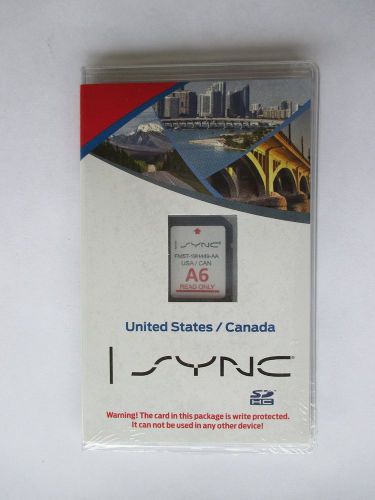 | SYNC
FM5T-19H449-AA
USA / CAN
A6
READ ONLY
United States / Canada
| SYNC®
SD
HC
Warning! The card in this package is write protected.
It can not be used in any other device!